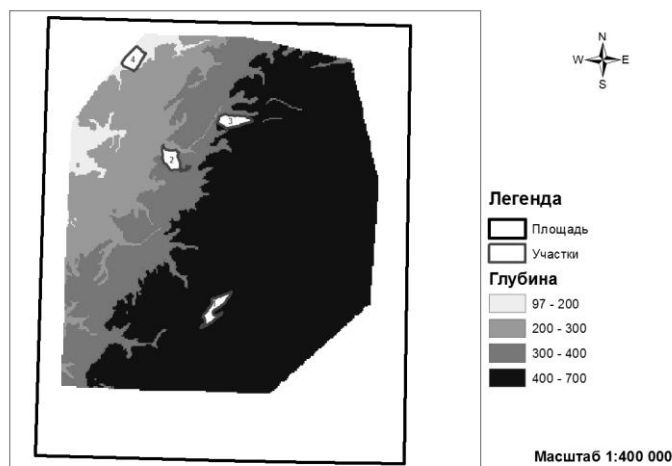 N
W E
S
4
3
2
Легенда
Площадь
Участки
Глубина
97 - 200
200 - 300
300 - 400
400 - 700
Масштаб 1:400 000